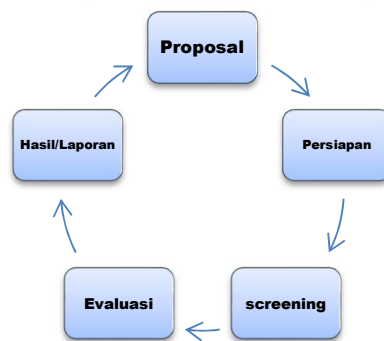 Proposal
Persiapan
screening
Evaluasi
Hasil/Laporan